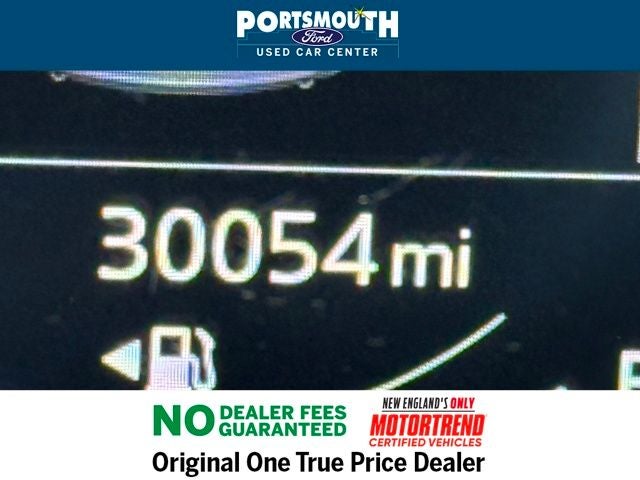 PORTSMOUTH
Ford
USED CAR CENTER
30054 mi
NO DEALER FEES
GUARANTEED
NEW ENGLAND'S ONLY
MOTORTREND
CERTIFIED VEHICLES
Original One True Price Dealer